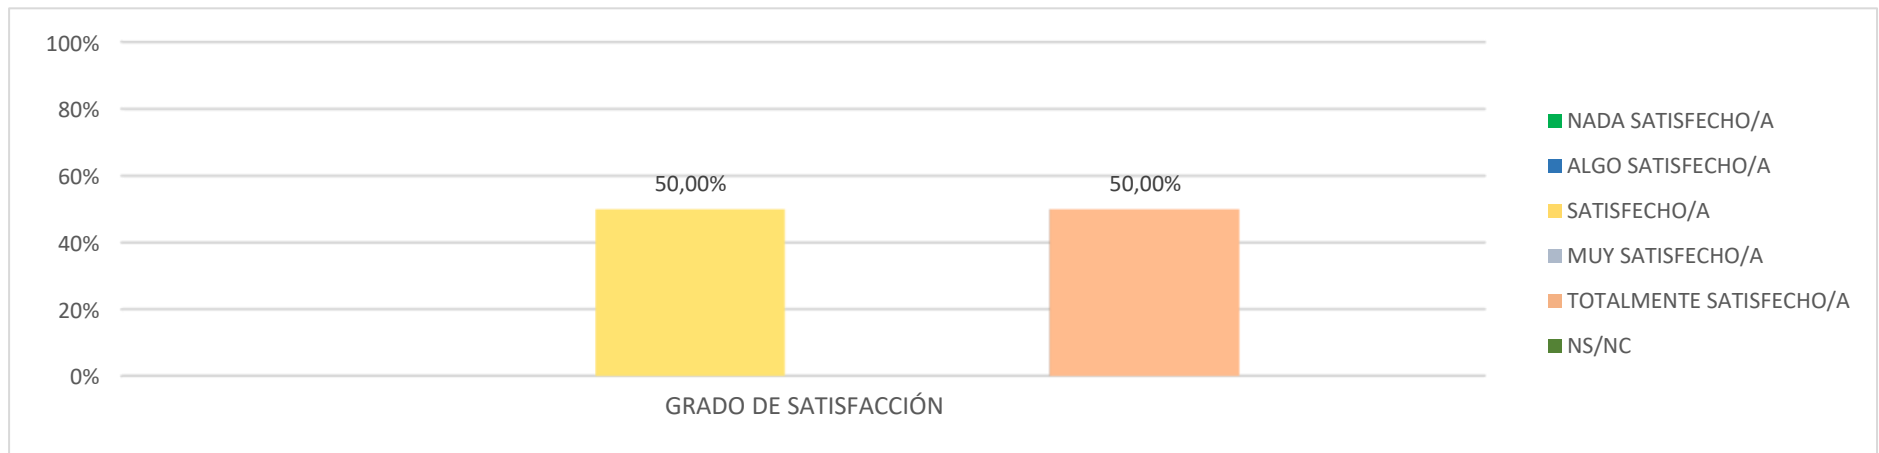 100%
80%
60%
40%
20%
0%
50,00%
50,00%
GRADO DE SATISFACCIÓN
NADA SATISFECHO/A
ALGO SATISFECHO/A
SATISFECHO/A
MUY SATISFECHO/A
TOTALMENTE SATISFECHO/A
NS/NC